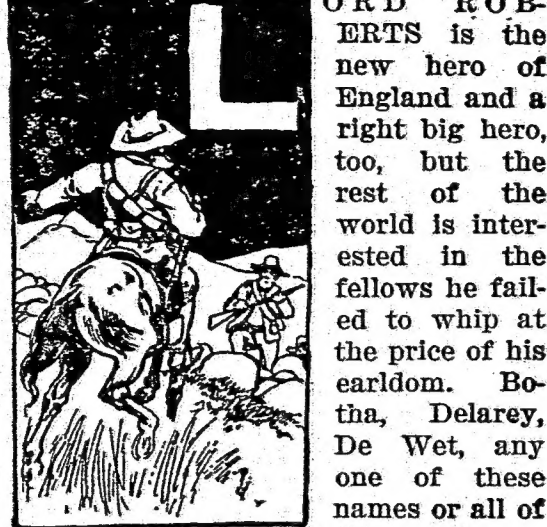 LORD ROB-
ERTS is the
new hero of
England and a
right big hero,
too, but the
rest of the
world is inter-
ested in the
fellows he fail-
ed to whip at
the price of his
earldom. Bo-
tha, Delarey,
De Wet, any
one of these
names or all of